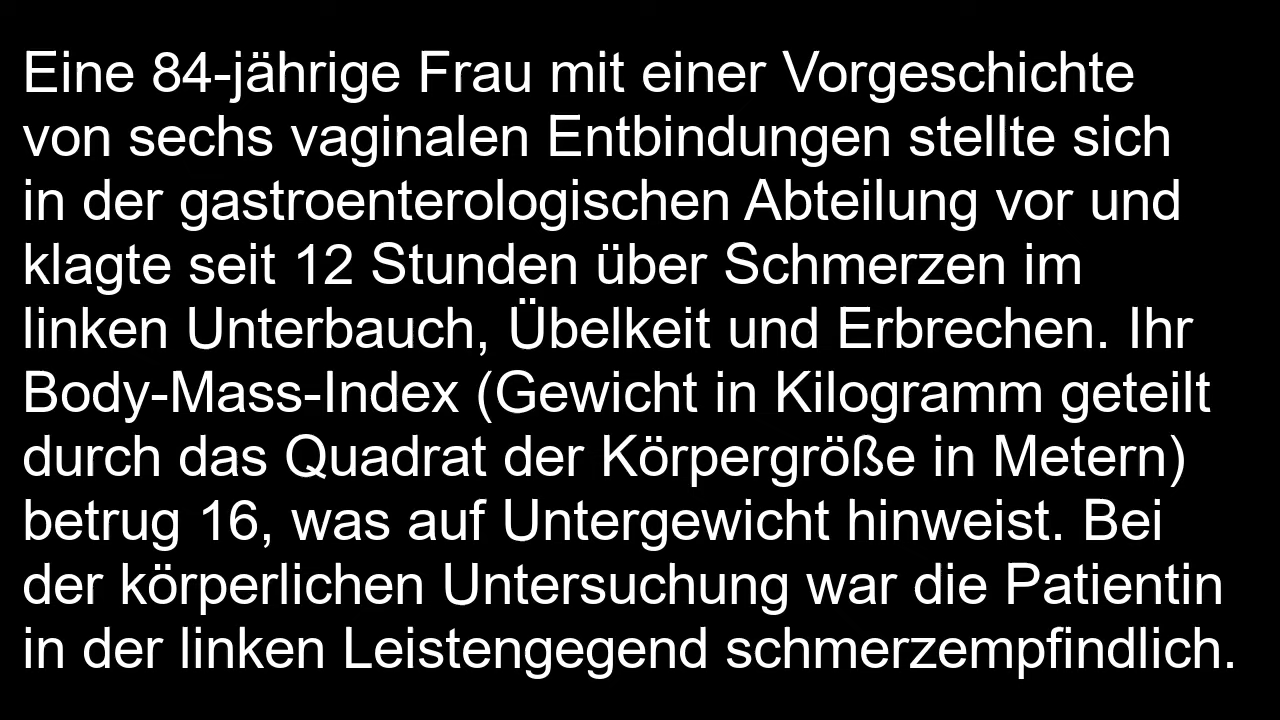 Eine 84-jährige Frau mit einer Vorgeschichte
von sechs vaginalen Entbindungen stellte sich
in der gastroenterologischen Abteilung vor und
klagte seit 12 Stunden über Schmerzen im
linken Unterbauch, Übelkeit und Erbrechen. Ihr
Body-Mass-Index (Gewicht in Kilogramm geteilt
durch das Quadrat der Körpergröße in Metern)
betrug 16, was auf Untergewicht hinweist. Bei
der körperlichen Untersuchung war die Patientin
in der linken Leistengegend schmerzempfindlich.